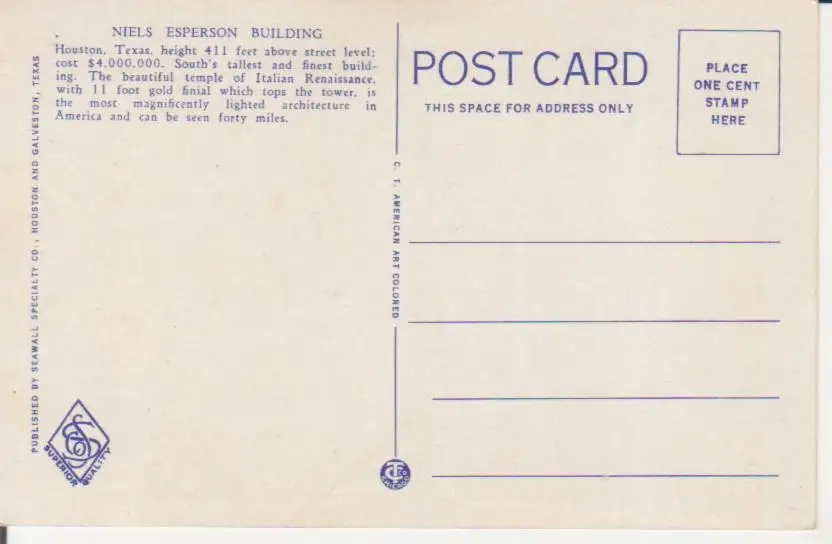 NIELS ESPERSON BUILDING
Houston, Texas, height 411 feet above street level;
cost $4,000,000. South's tallest and finest build-
ing. The beautiful temple of Italian Renaissance,
with 11 foot gold finial which tops the tower, is
the most magnificently lighted architecture in
America and can be seen forty miles.
PUBLISHED BY SEAWALL SPECIALTY CO., HOUSTON AND GALVESTON, TEXAS
SUPERIOR QUALITY
C. T. AMERICAN ART COLORED
CHICAGO
POST CARD
THIS SPACE FOR ADDRESS ONLY
PLACE
ONE CENT
STAMP
HERE